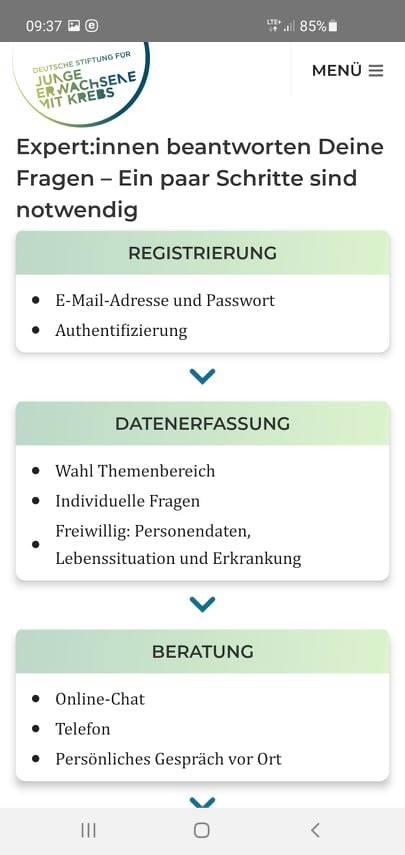 09:37
LTE+ 85%
DEUTSCHE STIFTUNG FÜR
JUNGE
ERWACHSENE
MIT KREBS
MENÜ
Expert:innen beantworten Deine
Fragen – Ein paar Schritte sind
notwendig
REGISTRIERUNG
• E-Mail-Adresse und Passwort
• Authentifizierung
DATENERFASSUNG
• Wahl Themenbereich
• Individuelle Fragen
• Freiwillig: Personendaten,
Lebenssituation und Erkrankung
BERATUNG
• Online-Chat
• Telefon
• Persönliches Gespräch vor Ort